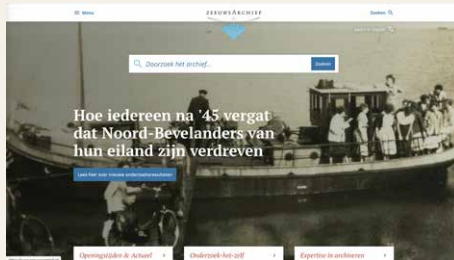 Menu
ZEEUWS ARCHIEF
Zoeken
Doorzoek het archief...
Zoeken
Hoe iedereen na '45 vergat
dat Noord-Bevelanders van
hun eiland zijn verdreven
Lees hier over nieuwe onderzoeksresultaten
Openingstijden & Actueel
Onderzoek-het-zelf
Expertise in archiveren